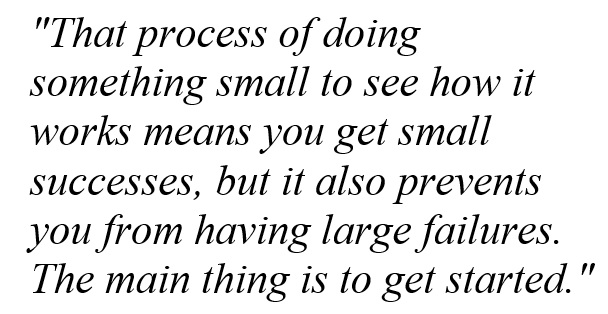 "That process of doing
something small to see how it
works means you get small
successes, but it also prevents
you from having large failures.
The main thing is to get started."